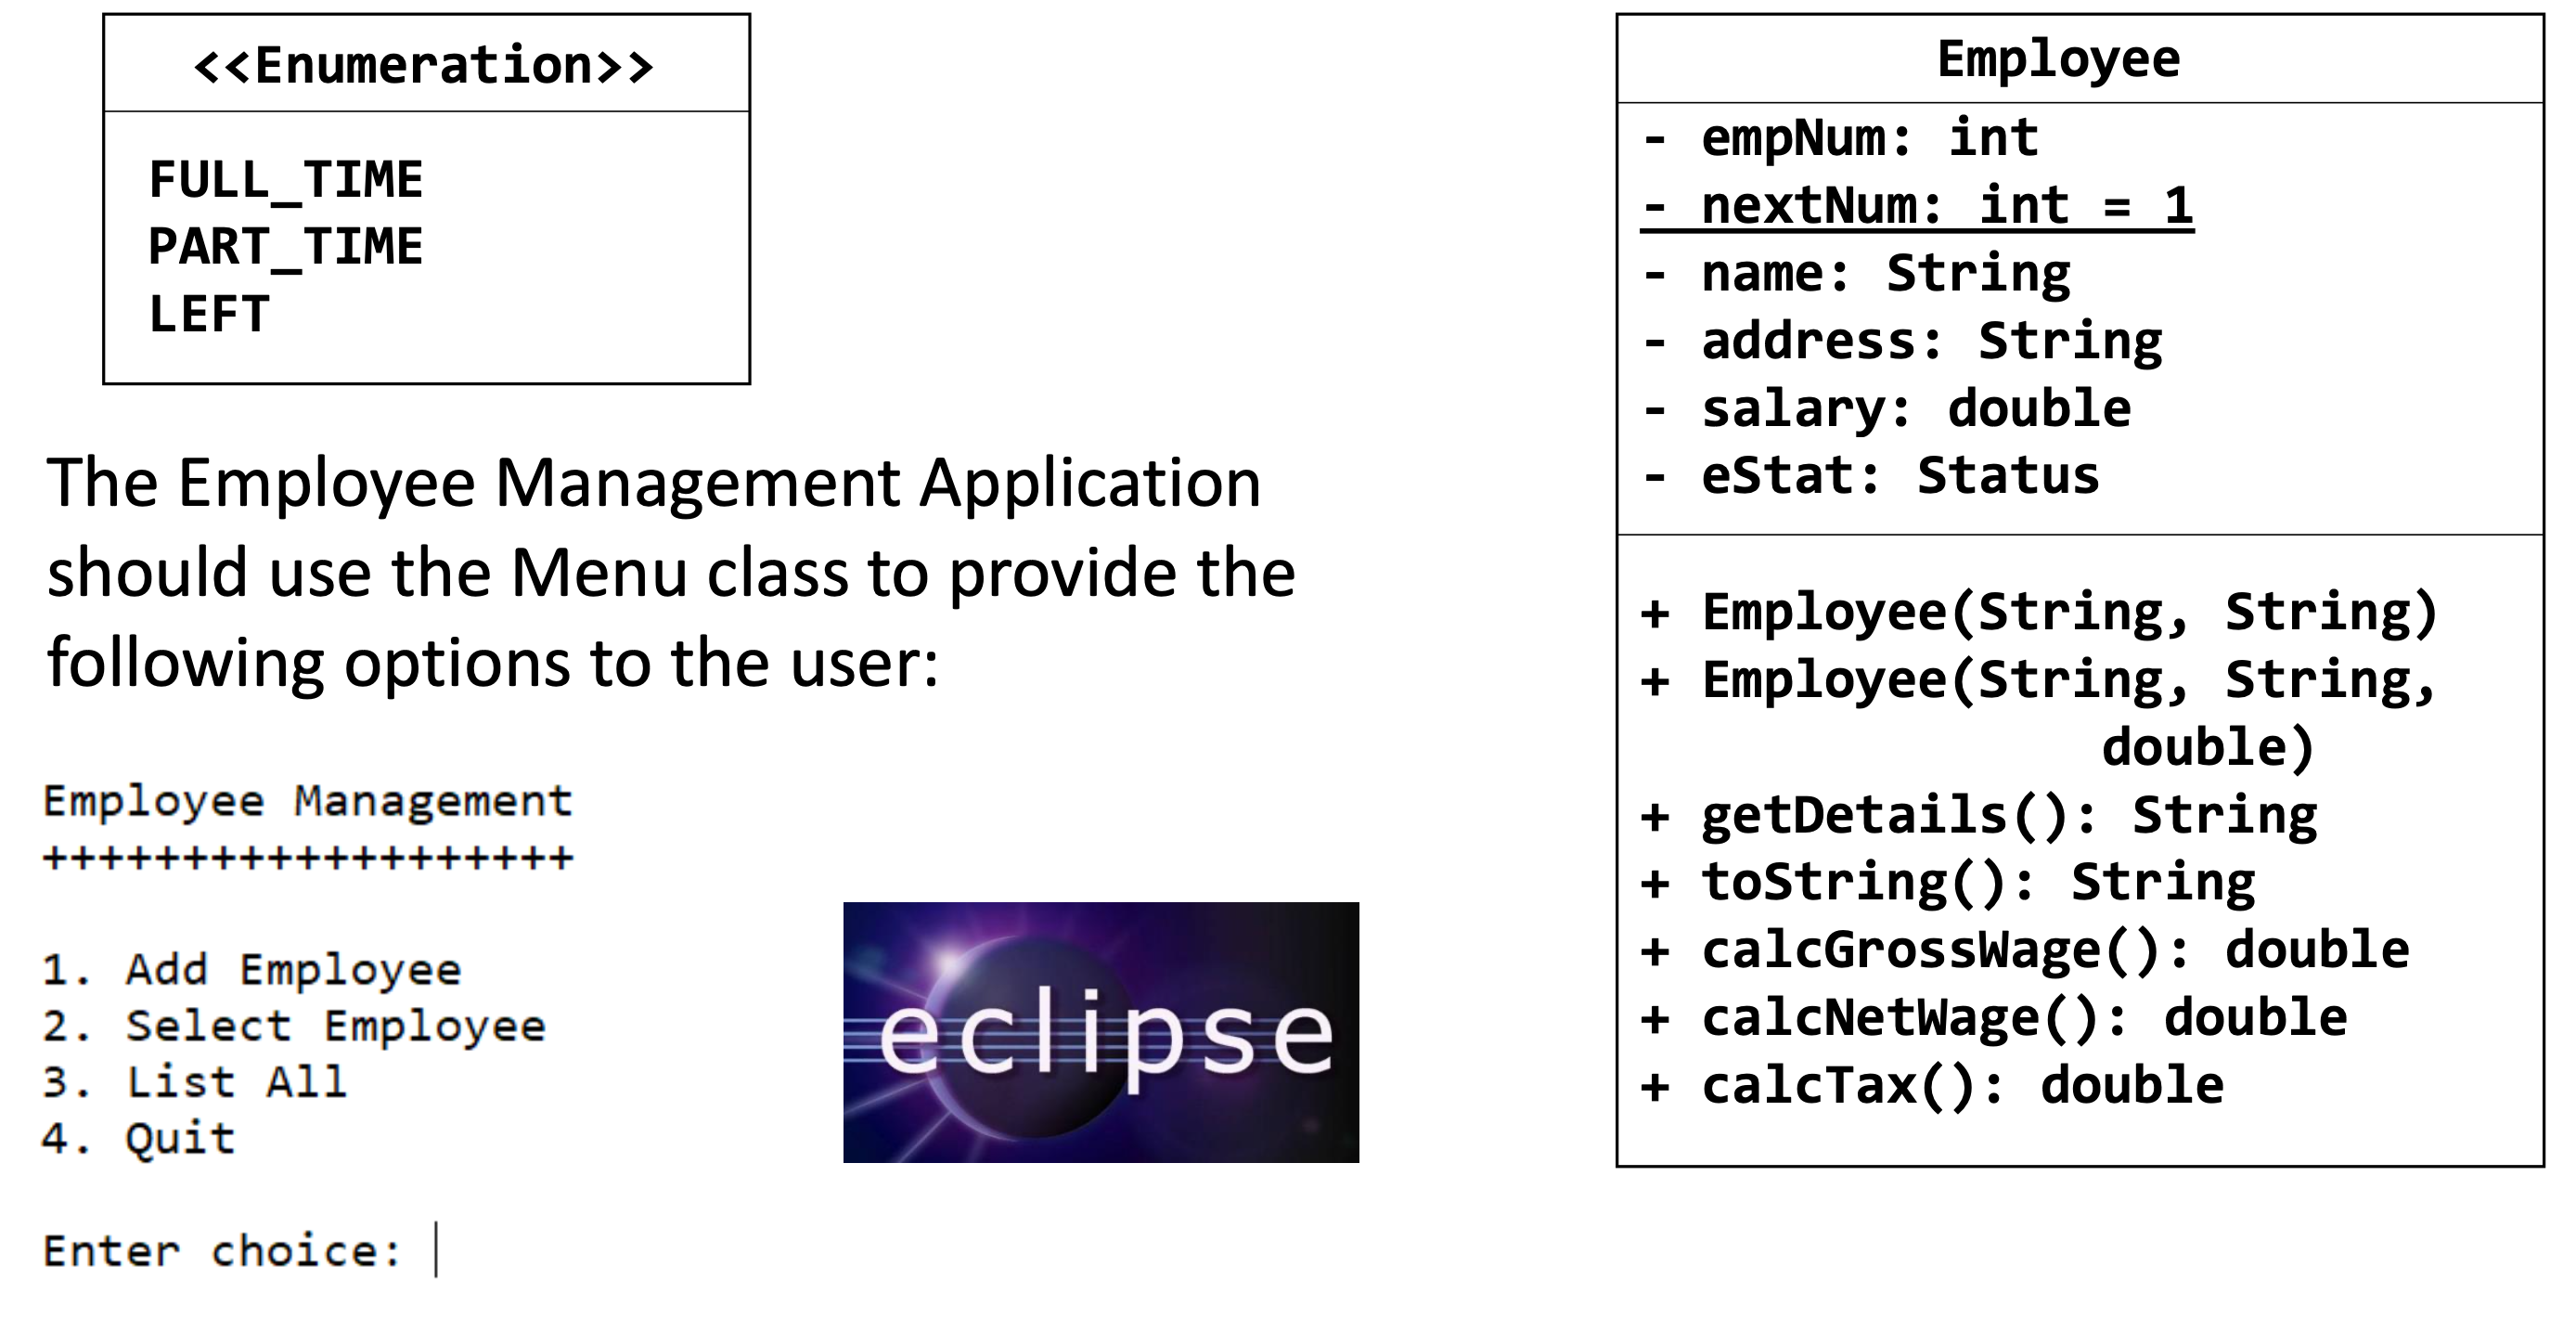 <<Enumeration>>
FULL_TIME
PART_TIME
LEFT
The Employee Management Application
should use the Menu class to provide the
following options to the user:
Employee Management
+++++++++++++++++++
1. Add Employee
2. Select Employee
3. List All
4. Quit
Enter choice:
eclipse
Employee
- empNum: int
- nextNum: int = 1
- name: String
- address: String
- salary: double
- eStat: Status
+ Employee(String, String)
+ Employee(String, String,
double)
+ getDetails(): String
+ toString(): String
+ calcGrossWage(): double
+ calcNetWage(): double
+ calcTax(): double